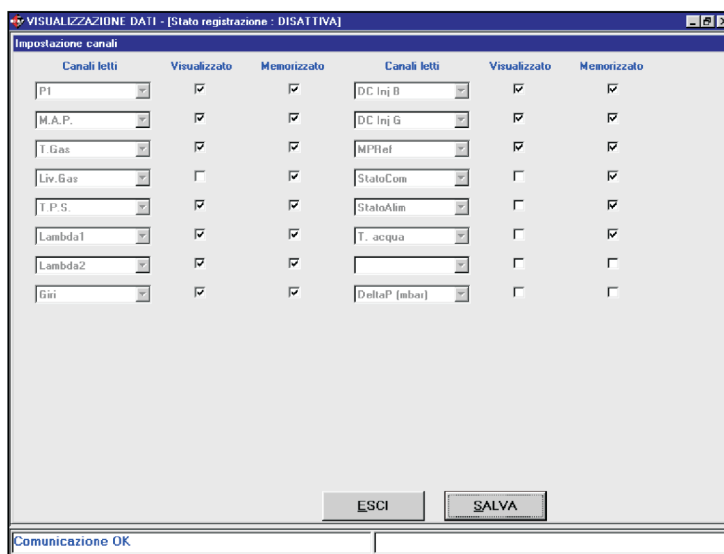 VISUALIZZAZIONE DATI - [Stato registrazione : DISATTIVA]
Impostazione canali
Canali letti Visualizzato Memorizzato Canali letti Visualizzato Memorizzato
P1 DC Inj B
M.A.P. DC Inj G
T.Gas MPRef
Liv.Gas StatoCom
T.P.S. StatoAlim
Lambda1 T. acqua
Lambda2
Giri DeltaP (mbar)
ESCI SALVA
Comunicazione OK